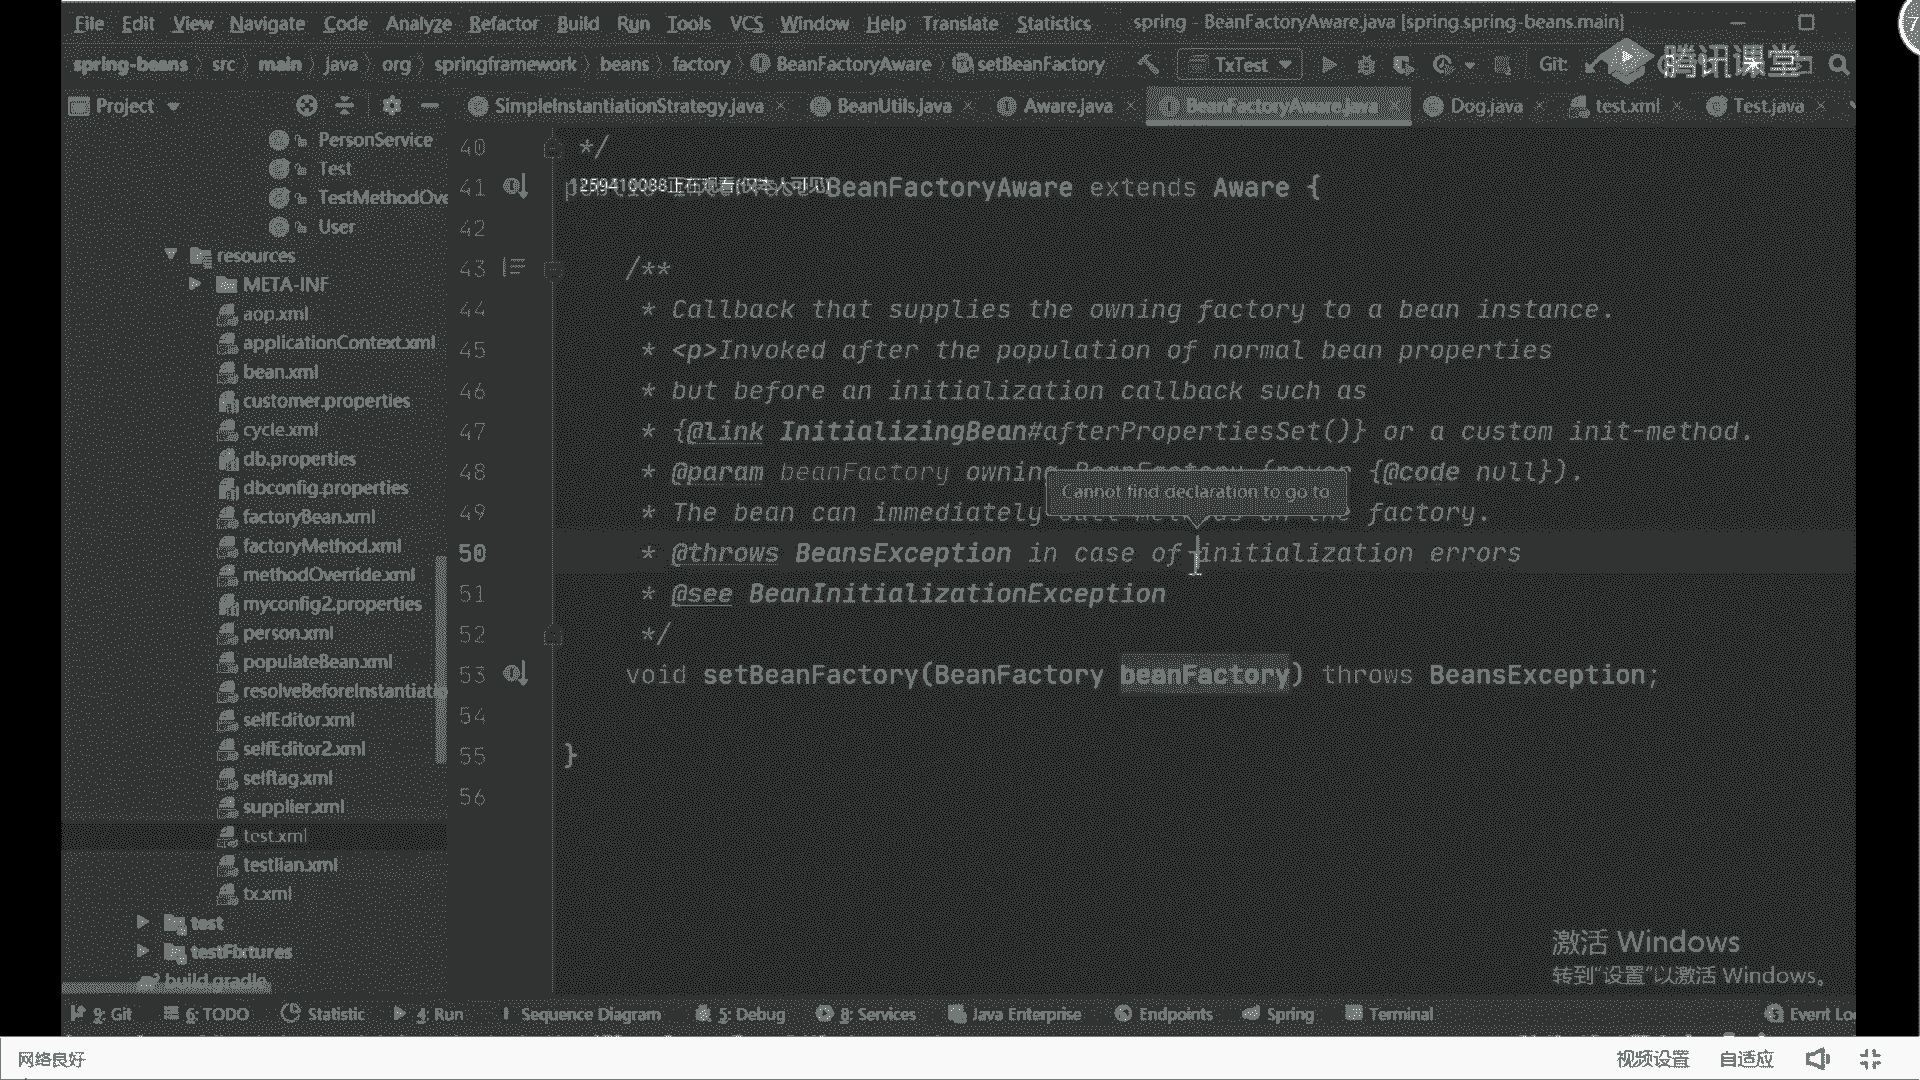 File Edit View Navigate Code Analyze Refactor Build Run Tools VCS Window Help Translate Statistics spring - BeanFactoryAware.java [spring.spring-beans.main]
spring-beans src main java org springframework beans factory BeanFactoryAware setBeanFactory TxTest Git: 腾讯课堂
Project SimpleInstantiationStrategy.java BeanUtils.java Aware.java BeanFactoryAware.java Dog.java test.xml Test.java
PersonService
Test
TestMethodOve
User
resources
META-INF
aop.xml
applicationContext.xml
bean.xml
customer.properties
cycle.xml
db.properties
dbconfig.properties
factoryBean.xml
factoryMethod.xml
methodOverride.xml
myconfig2.properties
person.xml
populateBean.xml
resolveBeforeInstantiatio
selfEditor.xml
selfEditor2.xml
selftag.xml
supplier.xml
test.xml
testlian.xml
tx.xml
test
testFixtures
build.gradle
40 */
41 1259410088正在观看(仅本人可见) BeanFactoryAware extends Aware {
42
43 /**
44 * Callback that supplies the owning factory to a bean instance.
45 * <p>Invoked after the population of normal bean properties
46 * but before an initialization callback such as
47 * {@link InitializingBean#afterPropertiesSet()} or a custom init-method.
48 * @param beanFactory owning BeanFactory (never {@code null}).
Cannot find declaration to go to
49 * The bean can immediately call methods on the factory.
50 * @throws BeansException in case of initialization errors
51 * @see BeanInitializationException
52 */
53 void setBeanFactory(BeanFactory beanFactory) throws BeansException;
54
55 }
56
激活 Windows
转到“设置”以激活 Windows。
9: Git 6: TODO Statistic 4: Run Sequence Diagram 5: Debug 8: Services Java Enterprise Endpoints Spring Terminal Event Lo
网络良好 视频设置 自适应